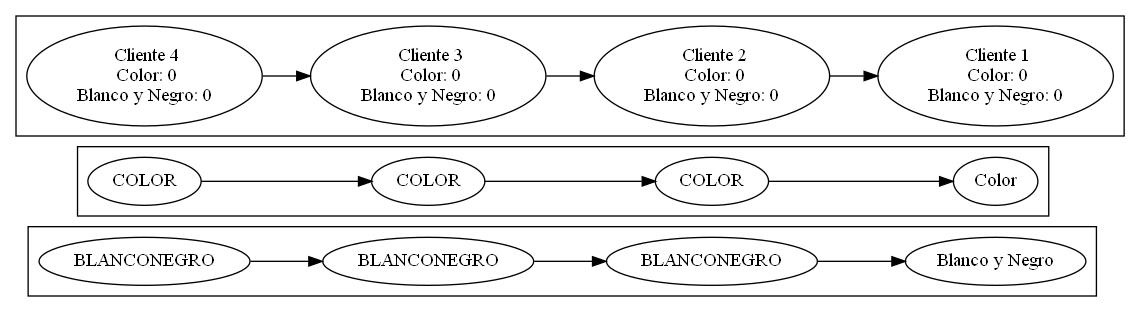 Cliente 4
Color: 0
Blanco y Negro: 0
Cliente 3
Color: 0
Blanco y Negro: 0
Cliente 2
Color: 0
Blanco y Negro: 0
Cliente 1
Color: 0
Blanco y Negro: 0
COLOR
COLOR
COLOR
Color
BLANCONEGRO
BLANCONEGRO
BLANCONEGRO
Blanco y Negro